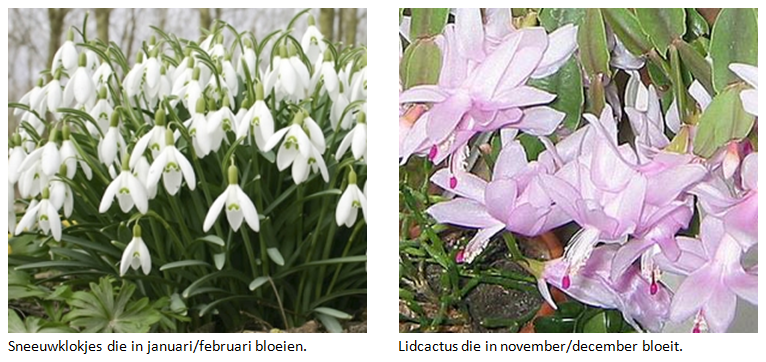 Sneeuwklokjes die in januari/februari bloeien.
Lidcactus die in november/december bloeit.